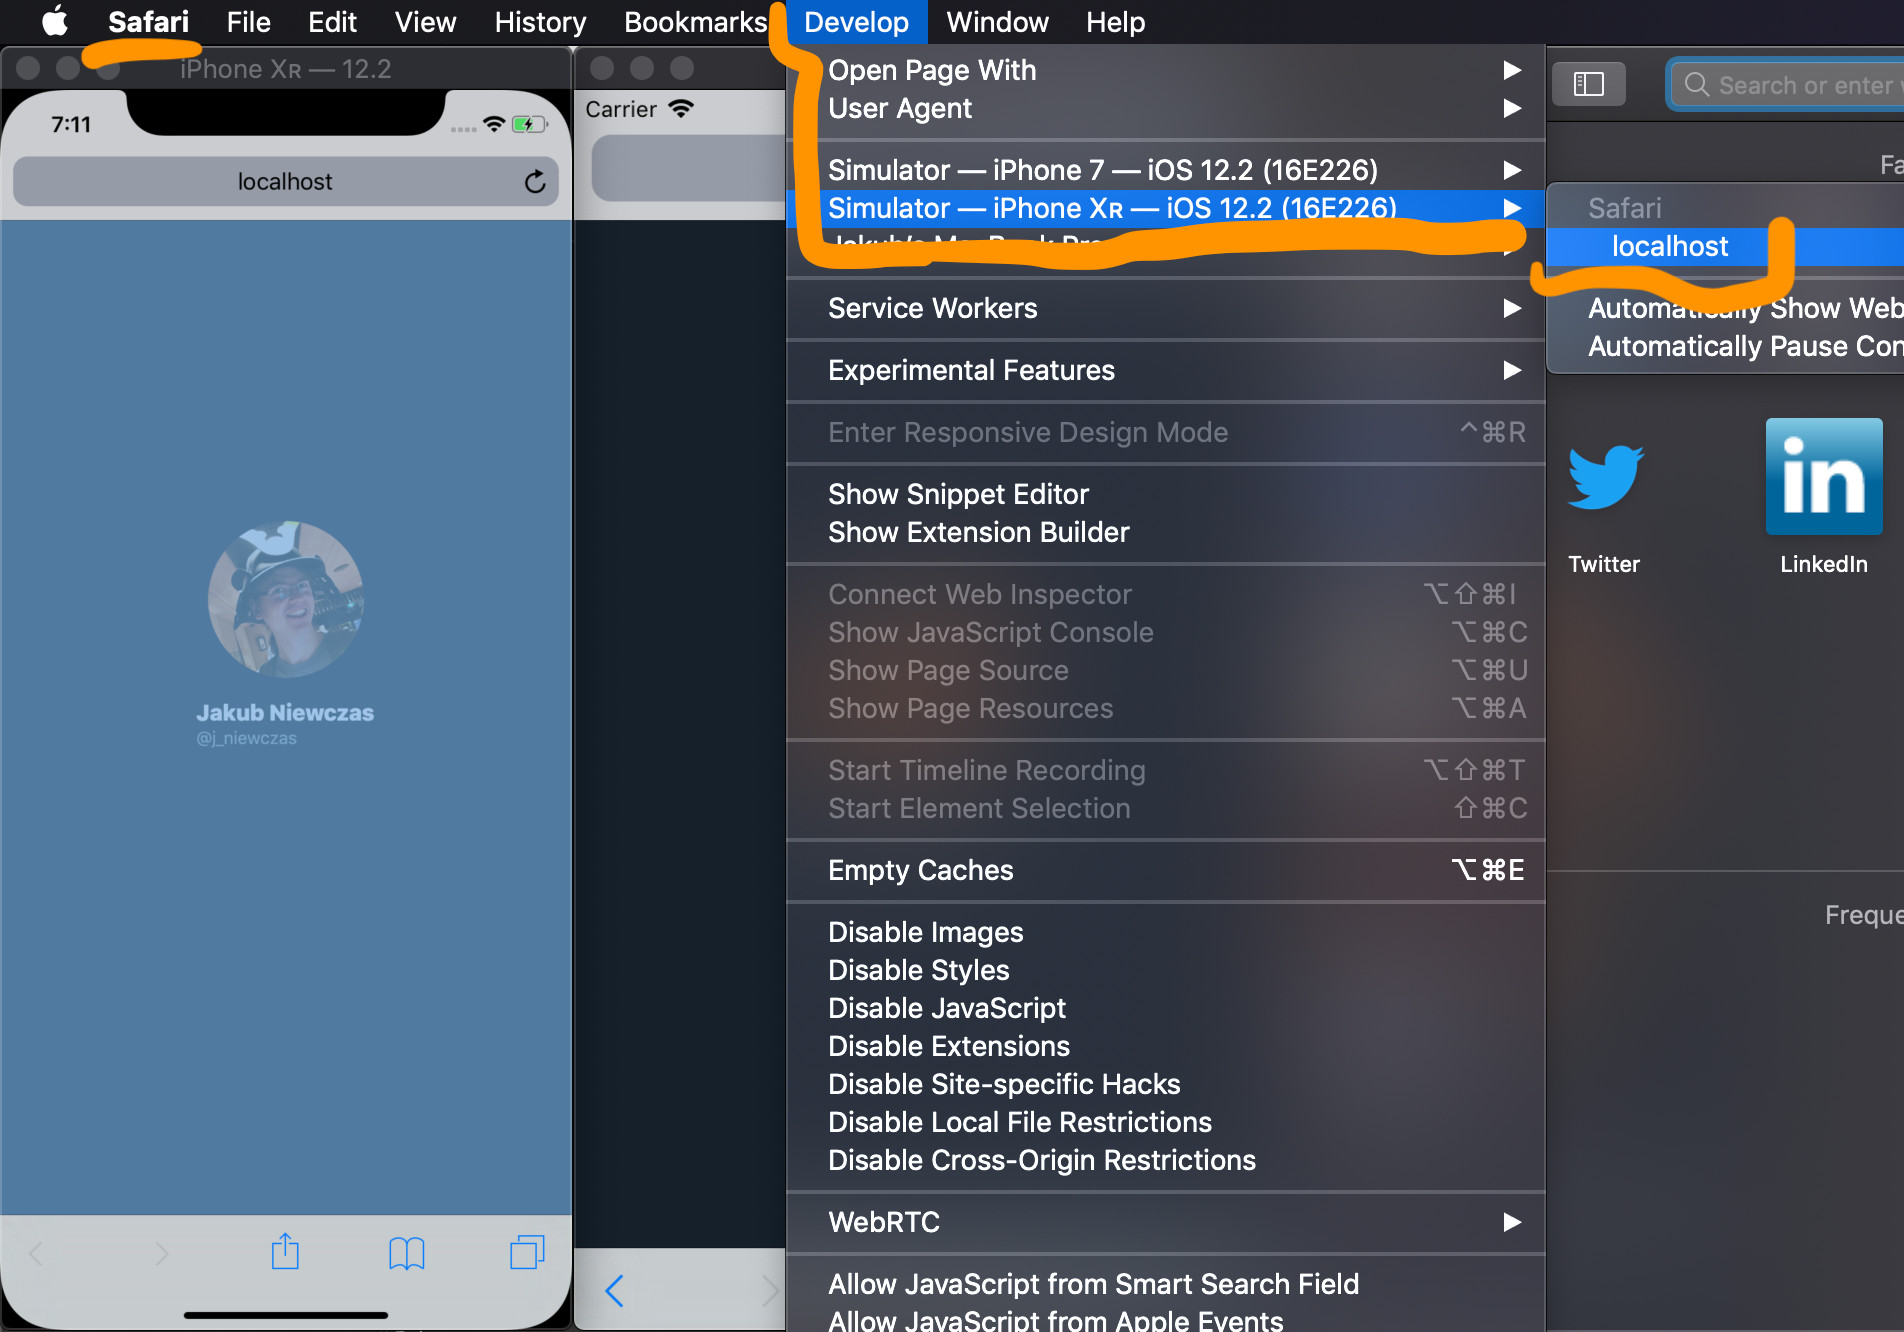 Safari File Edit View History Bookmarks Develop Window Help
iPhone XR — 12.2
7:11
localhost
Jakub Niewczas
@j_niewczas
Carrier
Open Page With
User Agent
Simulator — iPhone 7 — iOS 12.2 (16E226)
Simulator — iPhone XR — iOS 12.2 (16E226)
Service Workers
Experimental Features
Enter Responsive Design Mode ^⌘R
Show Snippet Editor
Show Extension Builder
Connect Web Inspector ⌥⇧⌘I
Show JavaScript Console ⌥⌘C
Show Page Source ⌥⌘U
Show Page Resources ⌥⌘A
Start Timeline Recording ⌥⇧⌘T
Start Element Selection ⇧⌘C
Empty Caches ⌥⌘E
Disable Images
Disable Styles
Disable JavaScript
Disable Extensions
Disable Site-specific Hacks
Disable Local File Restrictions
Disable Cross-Origin Restrictions
WebRTC
Allow JavaScript from Smart Search Field
Allow JavaScript from Apple Events
Search or enter w
Fa
Safari
localhost
Automatically Show Web
Automatically Pause Con
in
Twitter
LinkedIn
Freque